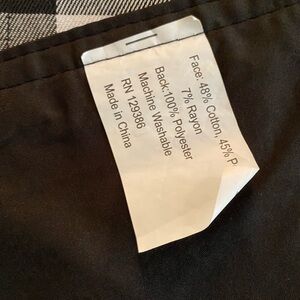 Face: 48% Cotton, 45% P
7% Rayon
Back:100% Polyester
Machine Washable
RN 129386
Made in China